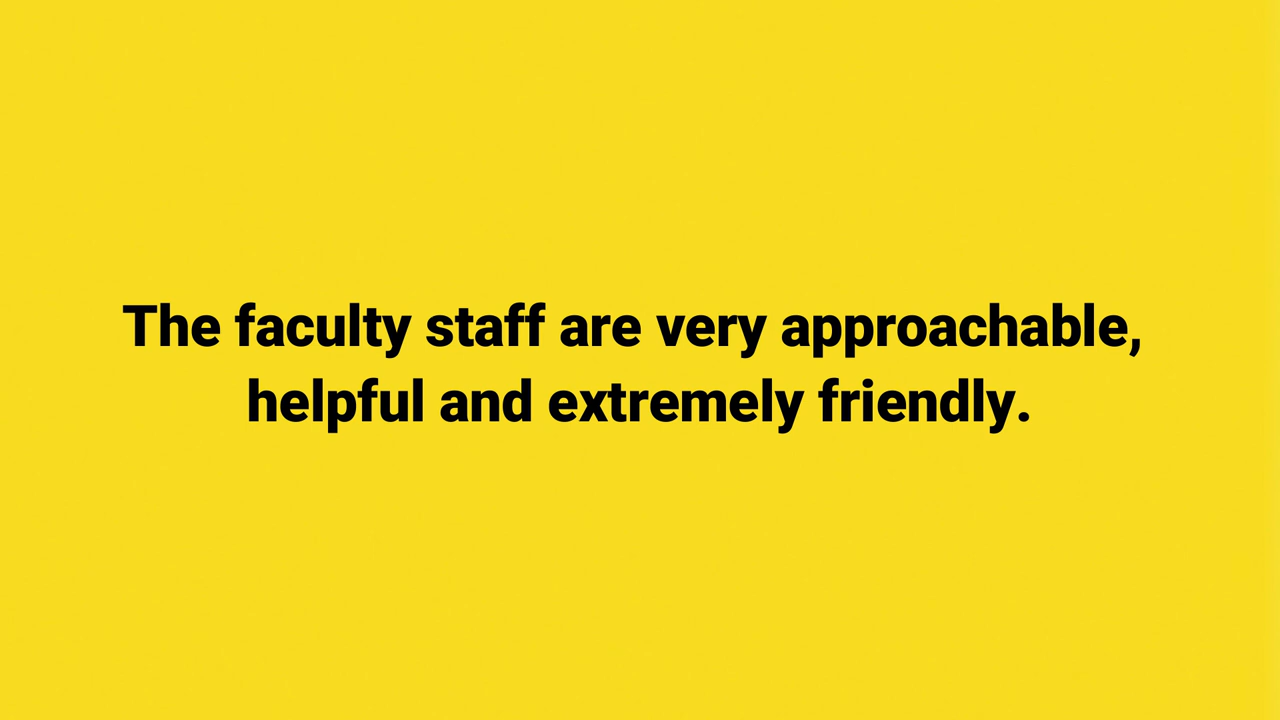 The faculty staff are very approachable,
helpful and extremely friendly.